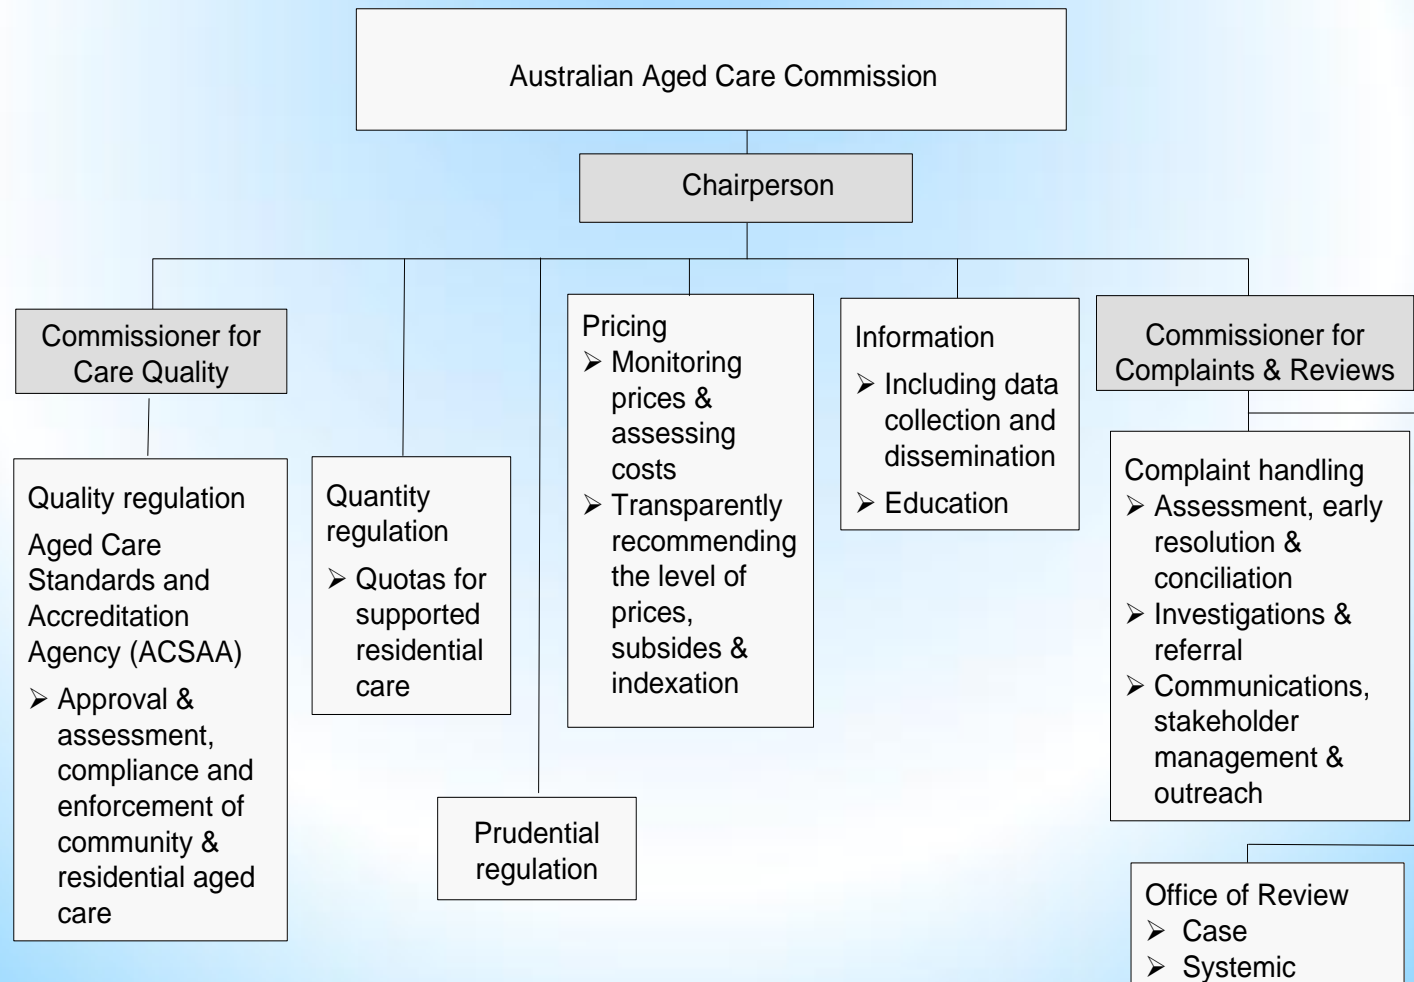 Australian Aged Care Commission
Chairperson
Commissioner for
Care Quality
Quality regulation
Aged Care
Standards and
Accreditation
Agency (ACSAA)
➢ Approval &
assessment,
compliance and
enforcement of
community &
residential aged
care
Quantity
regulation
➢ Quotas for
supported
residential
care
Prudential
regulation
Pricing
➢ Monitoring
prices &
assessing
costs
➢ Transparently
recommending
the level of
prices,
subsides &
indexation
Information
➢ Including data
collection and
dissemination
➢ Education
Commissioner for
Complaints & Reviews
Complaint handling
➢ Assessment, early
resolution &
conciliation
➢ Investigations &
referral
➢ Communications,
stakeholder
management &
outreach
Office of Review
➢ Case
➢ Systemic